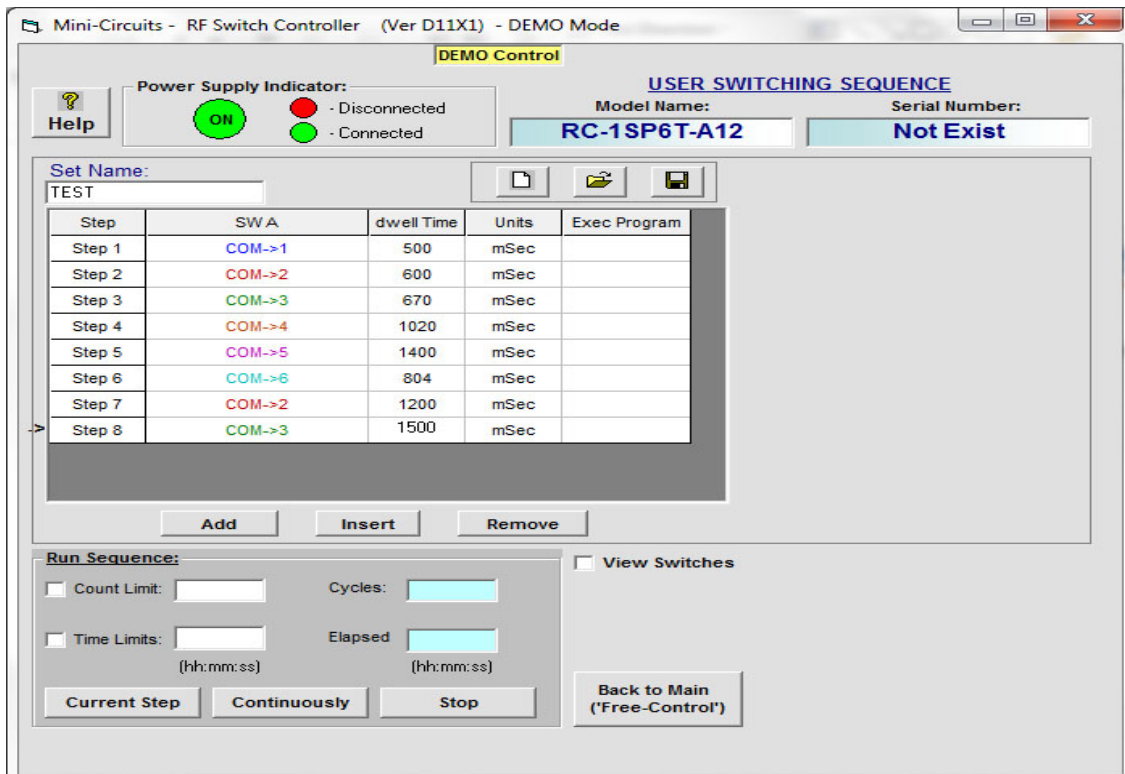 Mini-Circuits - RF Switch Controller (Ver D11X1) - DEMO Mode
DEMO Control
? Help
Power Supply Indicator:
ON
- Disconnected
- Connected
USER SWITCHING SEQUENCE
Model Name: Serial Number:
RC-1SP6T-A12 Not Exist
Set Name:
TEST
Step SW A dwell Time Units Exec Program
Step 1 COM->1 500 mSec
Step 2 COM->2 600 mSec
Step 3 COM->3 670 mSec
Step 4 COM->4 1020 mSec
Step 5 COM->5 1400 mSec
Step 6 COM->6 804 mSec
Step 7 COM->2 1200 mSec
-> Step 8 COM->3 1500 mSec
Add Insert Remove
Run Sequence:
Count Limit: Cycles:
Time Limits: Elapsed
(hh:mm:ss) (hh:mm:ss)
Current Step Continuously Stop
View Switches
Back to Main
('Free-Control')